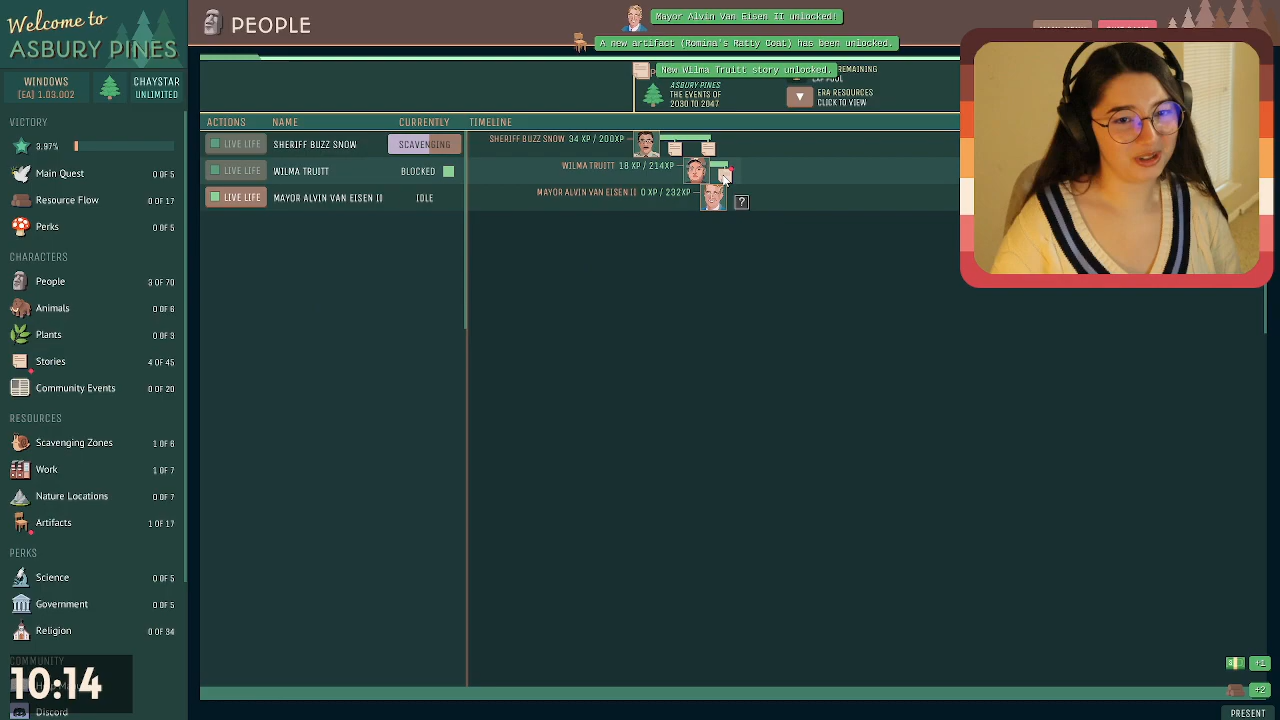 Welcome to
ASBURY PINES
WINDOWS
[EA] 1.03.002
CHAYSTAR
UNLIMITED
VICTORY
3.97%
Main Quest 0 OF 5
Resource Flow 0 OF 17
Perks 0 OF 5
CHARACTERS
People 3 OF 70
Animals 0 OF 6
Plants 0 OF 3
Stories 4 OF 45
Community Events 0 OF 20
RESOURCES
Scavenging Zones 1 OF 6
Work 1 OF 7
Nature Locations 0 OF 7
Artifacts 1 OF 17
PERKS
Science 0 OF 5
Government 0 OF 5
Religion 0 OF 34
COMMUNITY
10:14
Discord
PEOPLE
Mayor Alvin Van Eisen II unlocked!
A new artifact (Romina's Ratty Coat) has been unlocked.
New Wilma Truitt story unlocked.
REMAINING
ASBURY PINES
THE EVENTS OF
2030 TO 2047
ERA RESOURCES
CLICK TO VIEW
ACTIONS NAME CURRENTLY TIMELINE
LIVE LIFE SHERIFF BUZZ SNOW SCAVENGING SHERIFF BUZZ SNOW 34 XP / 200XP
LIVE LIFE WILMA TRUITT BLOCKED WILMA TRUITT 18 XP / 214XP
LIVE LIFE MAYOR ALVIN VAN EISEN II IDLE MAYOR ALVIN VAN EISEN II 0 XP / 232XP ?
+1
+2
PRESENT